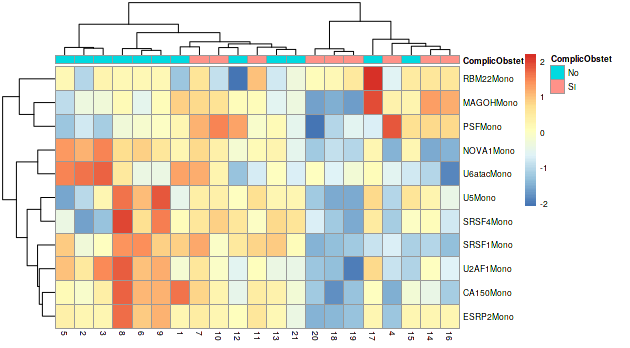 ComplicObstet
ComplicObstet
No
SI
RBM22Mono
MAGOHMono
PSFMono
NOVA1Mono
U6atacMono
U5Mono
SRSF4Mono
SRSF1Mono
U2AF1Mono
CA150Mono
ESRP2Mono
2
1
0
-1
-2
5 2 3 8 6 9 1 7 10 12 11 13 21 20 18 19 17 4 15 14 16